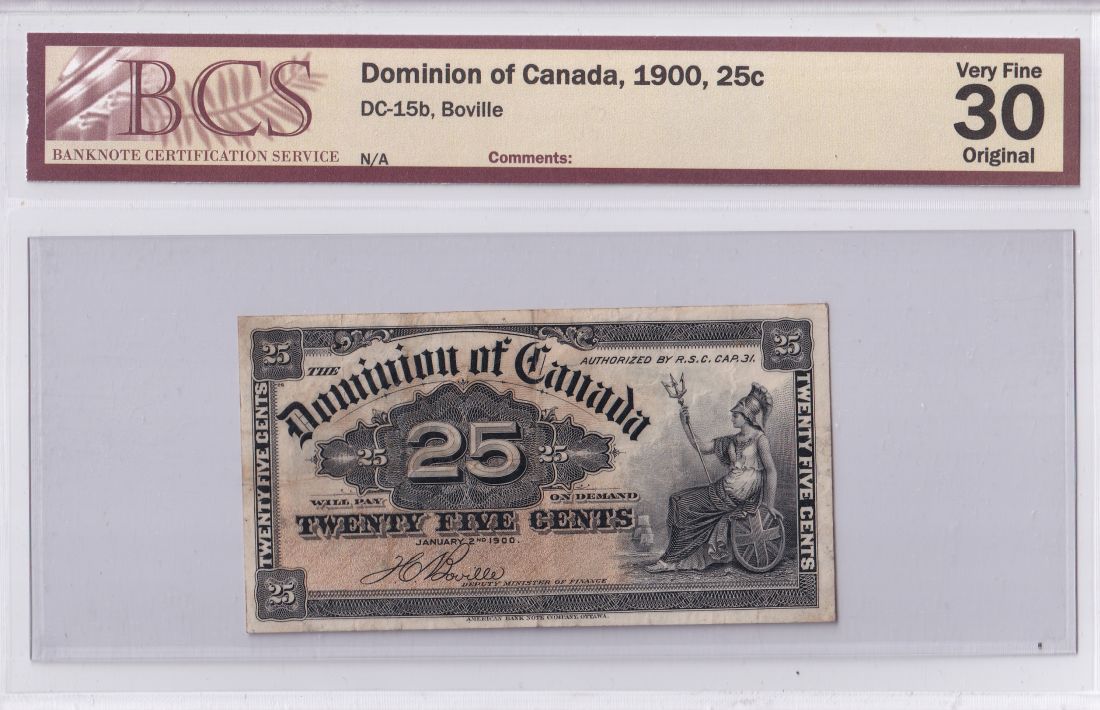 BCS
BANKNOTE CERTIFICATION SERVICE
Dominion of Canada, 1900, 25c
DC-15b, Boville
N/A
Comments:
Very Fine
30
Original
25
25
THE
Dominion of Canada
AUTHORIZED BY R.S.C. CAP. 31.
TWENTY FIVE CENTS
25
25
25
TWENTY FIVE CENTS
WILL PAY
ON DEMAND
TWENTY FIVE CENTS
JANUARY 2ND 1900.
J C Boville
DEPUTY MINISTER OF FINANCE
25
AMERICAN BANK NOTE COMPANY, OTTAWA.